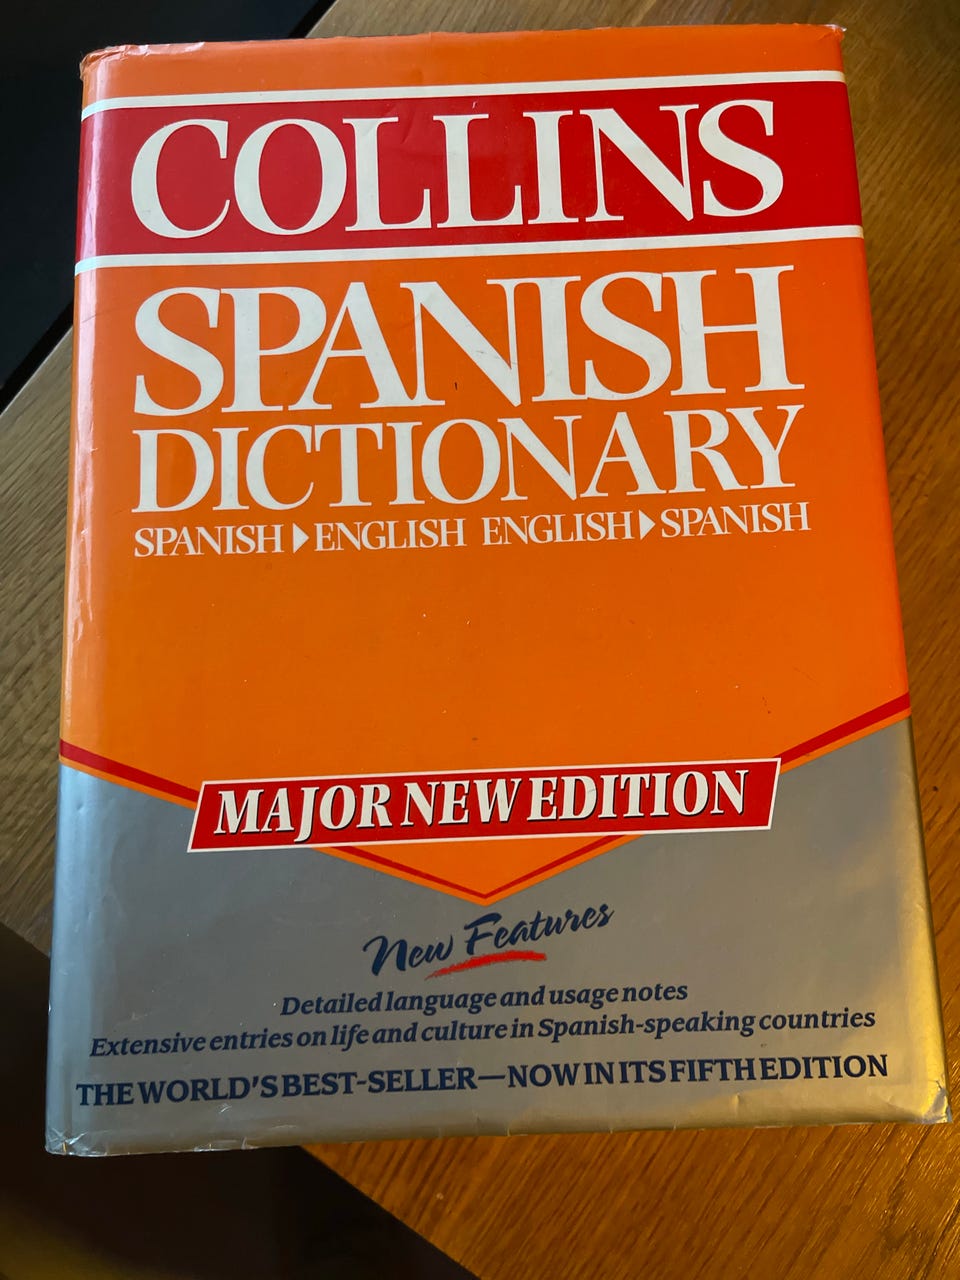 COLLINS
SPANISH
DICTIONARY
SPANISH▶ENGLISH ENGLISH▶SPANISH
MAJOR NEW EDITION
New Features
Detailed language and usage notes
Extensive entries on life and culture in Spanish-speaking countries
THE WORLD'S BEST-SELLER—NOW IN ITS FIFTH EDITION